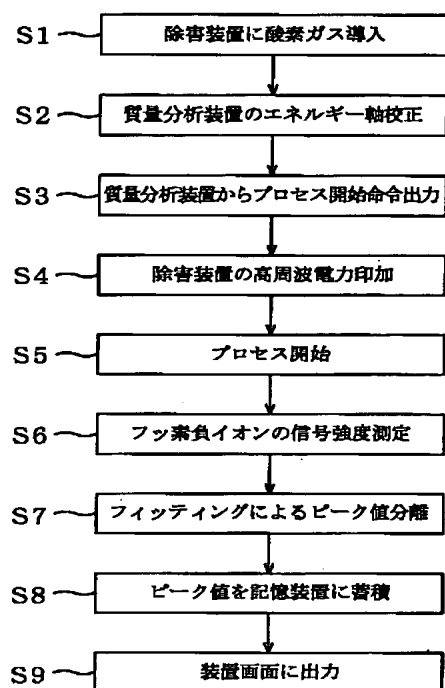 S1 除害装置に酸素ガス導入
S2 質量分析装置のエネルギー軸校正
S3 質量分析装置からプロセス開始命令出力
S4 除害装置の高周波電力印加
S5 プロセス開始
S6 フッ素負イオンの信号強度測定
S7 フィッティングによるピーク値分離
S8 ピーク値を記憶装置に蓄積
S9 装置画面に出力